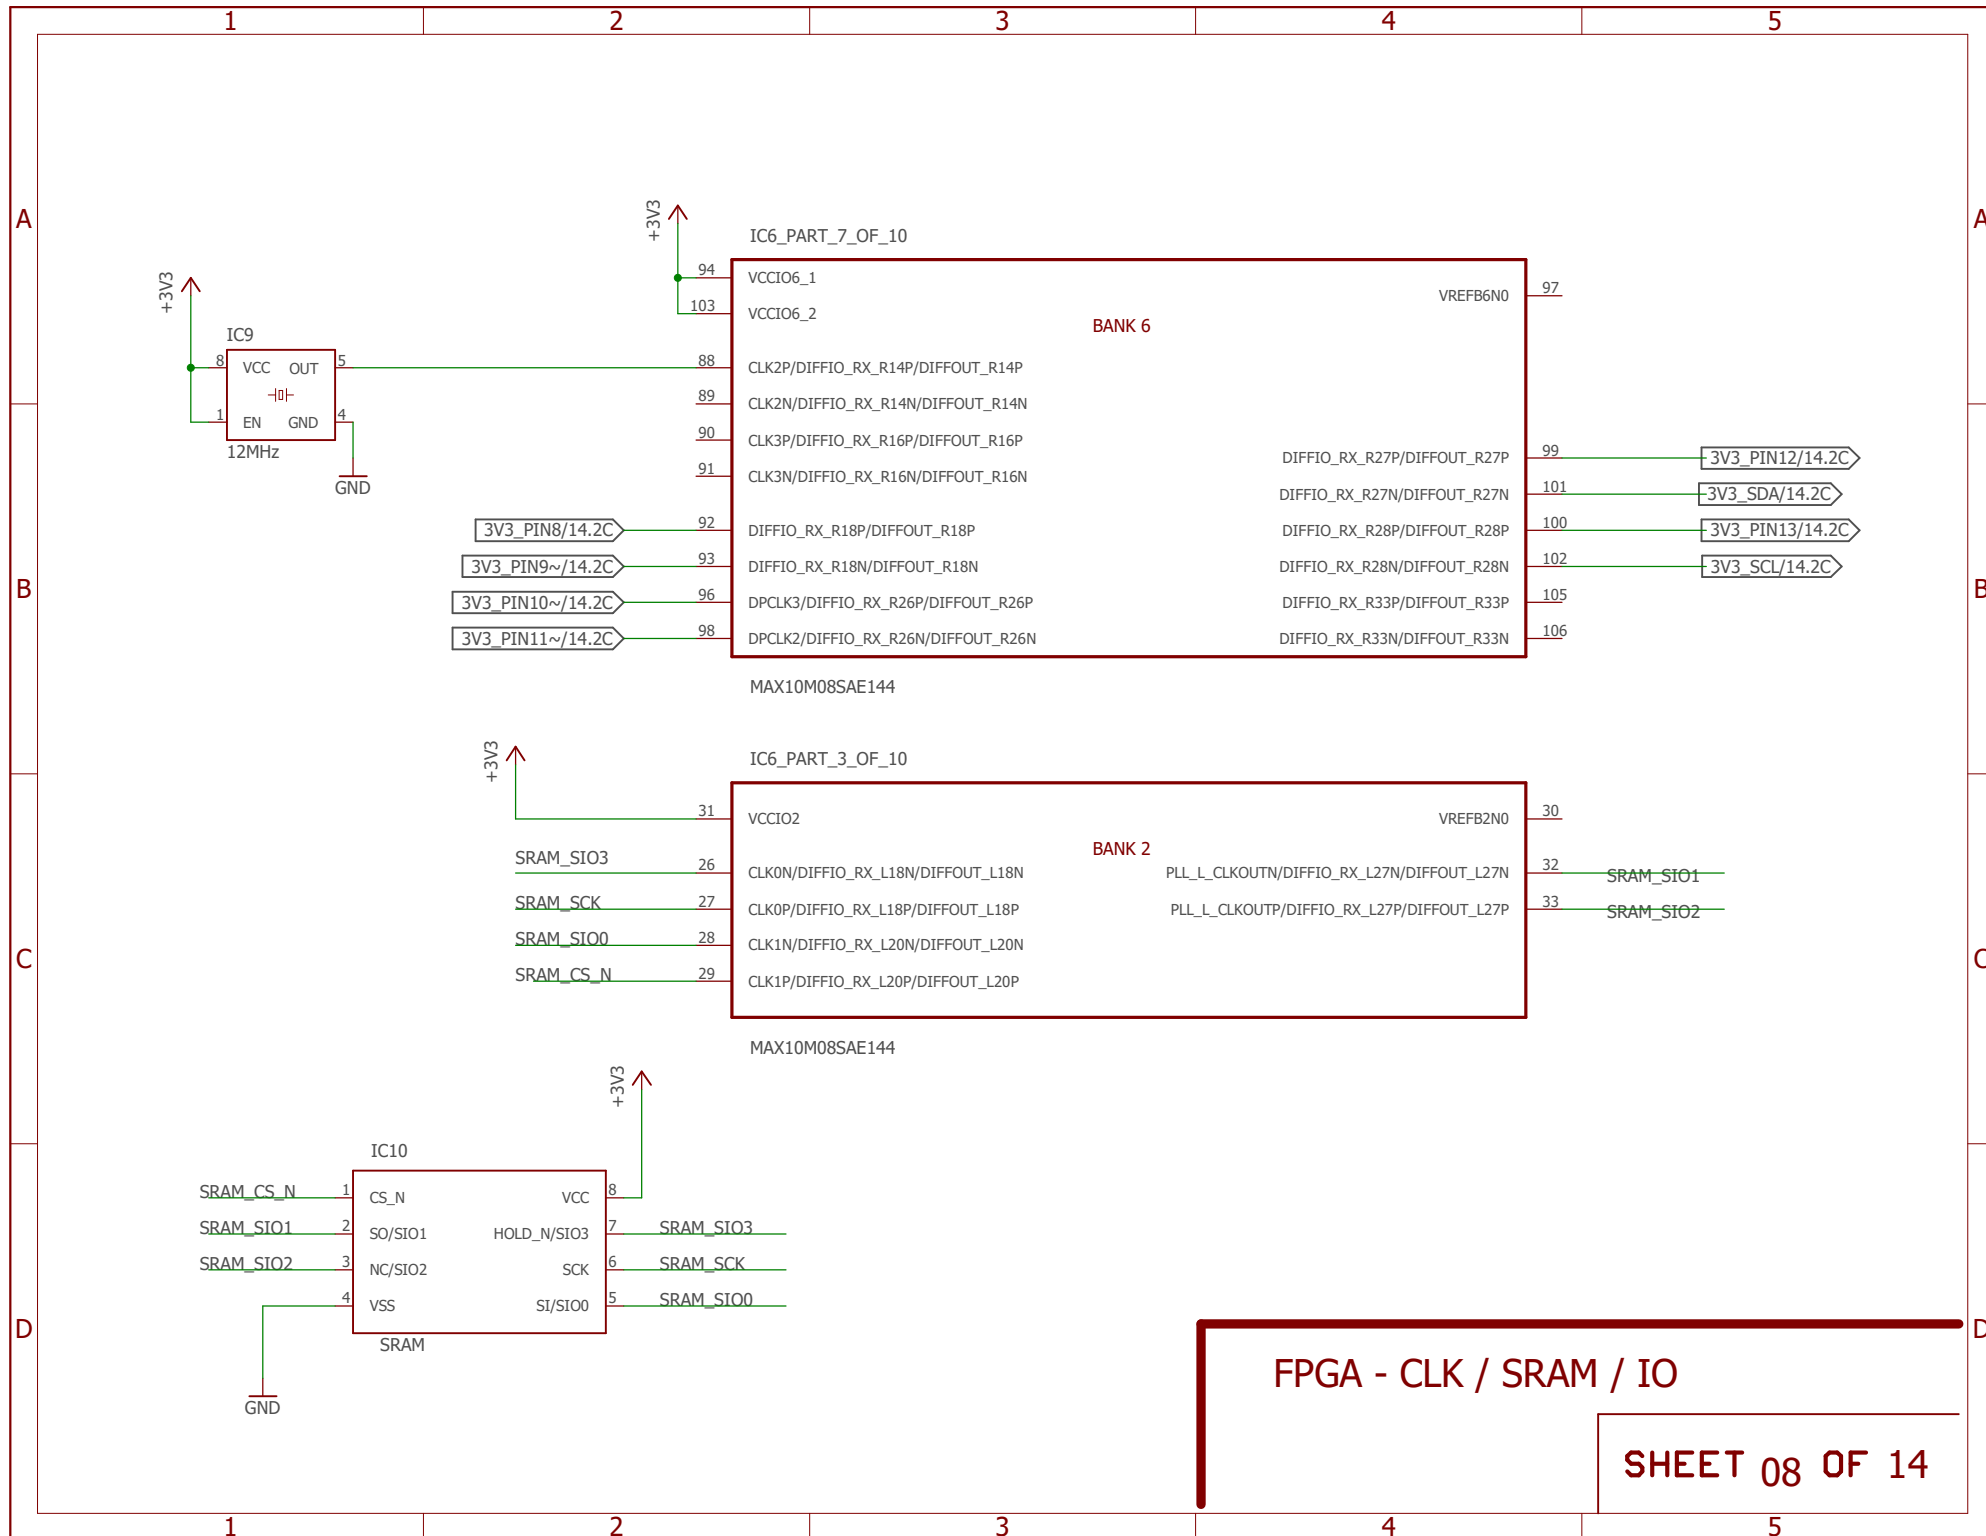 1 2 3 4 5
A A
+3V3
IC6_PART_7_OF_10
94 VCCIO6_1
VREFB6N0 97
103 VCCIO6_2
BANK 6
+3V3
IC9
8 VCC OUT 5
1 EN GND 4
12MHz
GND
88 CLK2P/DIFFIO_RX_R14P/DIFFOUT_R14P
89 CLK2N/DIFFIO_RX_R14N/DIFFOUT_R14N
90 CLK3P/DIFFIO_RX_R16P/DIFFOUT_R16P
91 CLK3N/DIFFIO_RX_R16N/DIFFOUT_R16N
DIFFIO_RX_R27P/DIFFOUT_R27P 99 3V3_PIN12/14.2C
DIFFIO_RX_R27N/DIFFOUT_R27N 101 3V3_SDA/14.2C
3V3_PIN8/14.2C 92 DIFFIO_RX_R18P/DIFFOUT_R18P DIFFIO_RX_R28P/DIFFOUT_R28P 100 3V3_PIN13/14.2C
3V3_PIN9~/14.2C 93 DIFFIO_RX_R18N/DIFFOUT_R18N DIFFIO_RX_R28N/DIFFOUT_R28N 102 3V3_SCL/14.2C
B B
3V3_PIN10~/14.2C 96 DPCLK3/DIFFIO_RX_R26P/DIFFOUT_R26P DIFFIO_RX_R33P/DIFFOUT_R33P 105
3V3_PIN11~/14.2C 98 DPCLK2/DIFFIO_RX_R26N/DIFFOUT_R26N DIFFIO_RX_R33N/DIFFOUT_R33N 106
MAX10M08SAE144
+3V3
IC6_PART_3_OF_10
31 VCCIO2 VREFB2N0 30
BANK 2
SRAM_SIO3 26 CLK0N/DIFFIO_RX_L18N/DIFFOUT_L18N PLL_L_CLKOUTN/DIFFIO_RX_L27N/DIFFOUT_L27N 32 SRAM_SIO1
SRAM_SCK 27 CLK0P/DIFFIO_RX_L18P/DIFFOUT_L18P PLL_L_CLKOUTP/DIFFIO_RX_L27P/DIFFOUT_L27P 33 SRAM_SIO2
SRAM_SIO0 28 CLK1N/DIFFIO_RX_L20N/DIFFOUT_L20N
C C
SRAM_CS_N 29 CLK1P/DIFFIO_RX_L20P/DIFFOUT_L20P
MAX10M08SAE144
+3V3
IC10
SRAM_CS_N 1 CS_N VCC 8
SRAM_SIO1 2 SO/SIO1 HOLD_N/SIO3 7 SRAM_SIO3
SRAM_SIO2 3 NC/SIO2 SCK 6 SRAM_SCK
4 VSS SI/SIO0 5 SRAM_SIO0
SRAM
GND
D D
FPGA - CLK / SRAM / IO
SHEET 08 OF 14
1 2 3 4 5